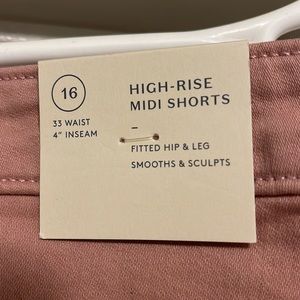 16
33 WAIST
4" INSEAM
HIGH-RISE
MIDI SHORTS
–
FITTED HIP & LEG
SMOOTHS & SCULPTS